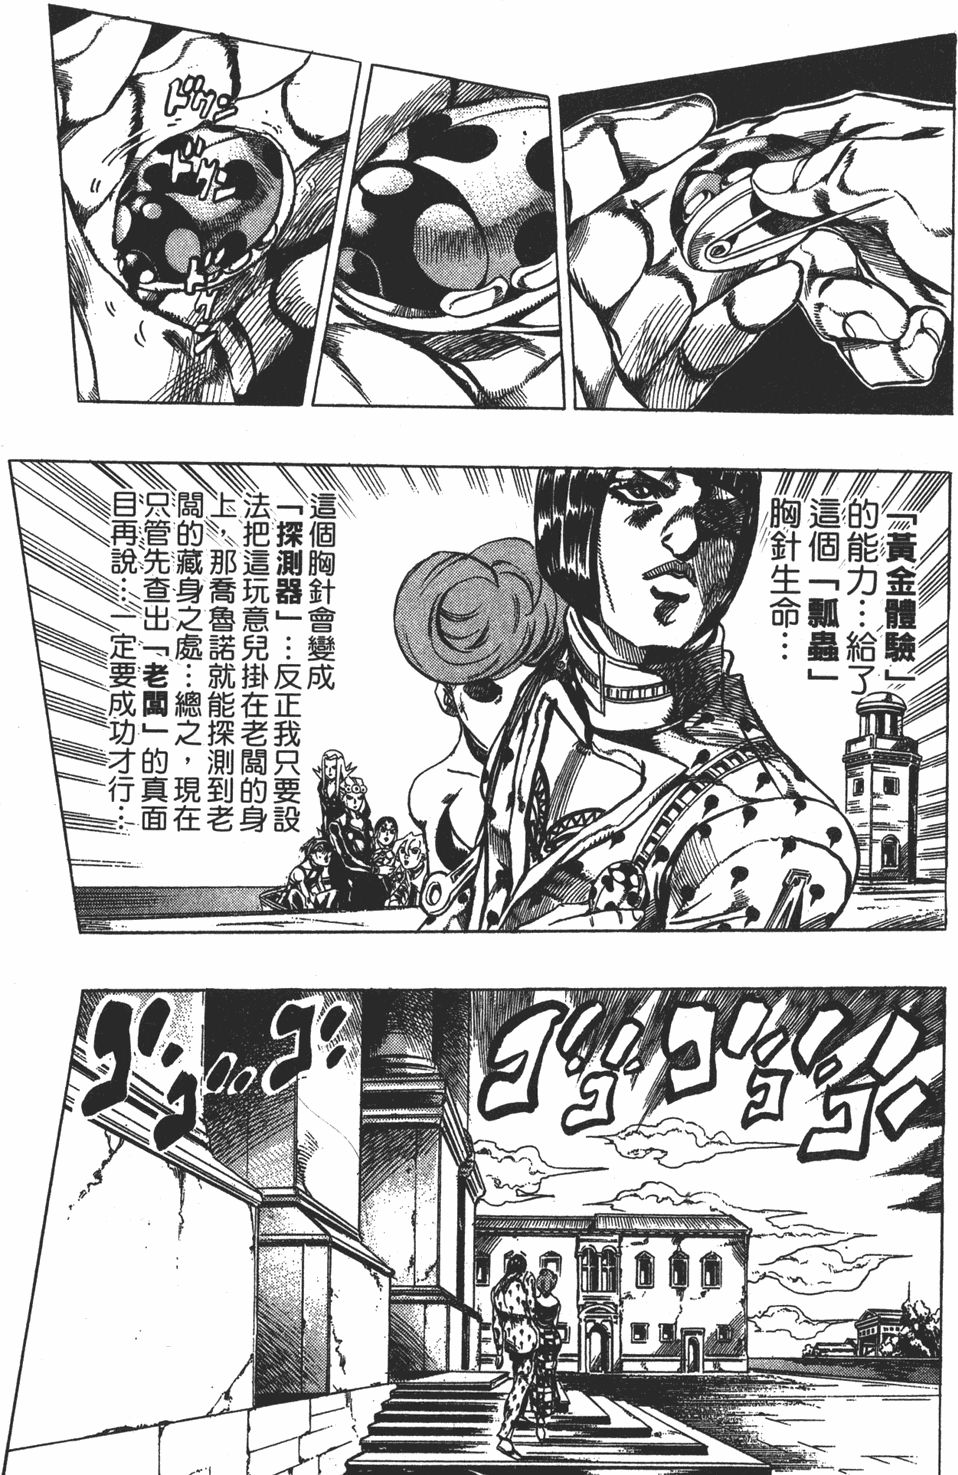 ドクン
ドクン
ドクン
「黃金體驗」
的能力…給了
這個「瓢蟲」
胸針生命…
這個胸針會變成
「探測器」…反正我只要設
法把這玩意兒掛在老闆的身
上，那喬魯諾就能探測到老
闆的藏身之處…總之，現在
只管先查出「老闆」的真面
目再說…一定要成功才行…
ゴゴゴゴゴゴゴ